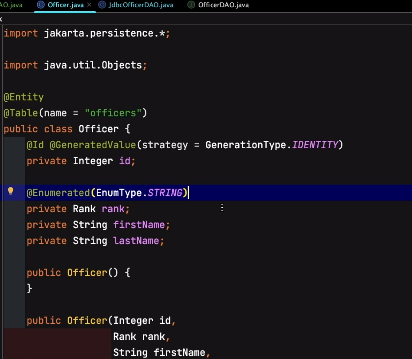 AO.java
Officer.java ×
JdbcOfficerDAO.java
OfficerDAO.java
import jakarta.persistence.*;
import java.util.Objects;
@Entity
@Table(name = "officers")
public class Officer {
@Id @GeneratedValue(strategy = GenerationType.IDENTITY)
private Integer id;
@Enumerated(EnumType.STRING)
private Rank rank;
private String firstName;
private String lastName;
public Officer() {
}
public Officer(Integer id,
Rank rank,
String firstName,